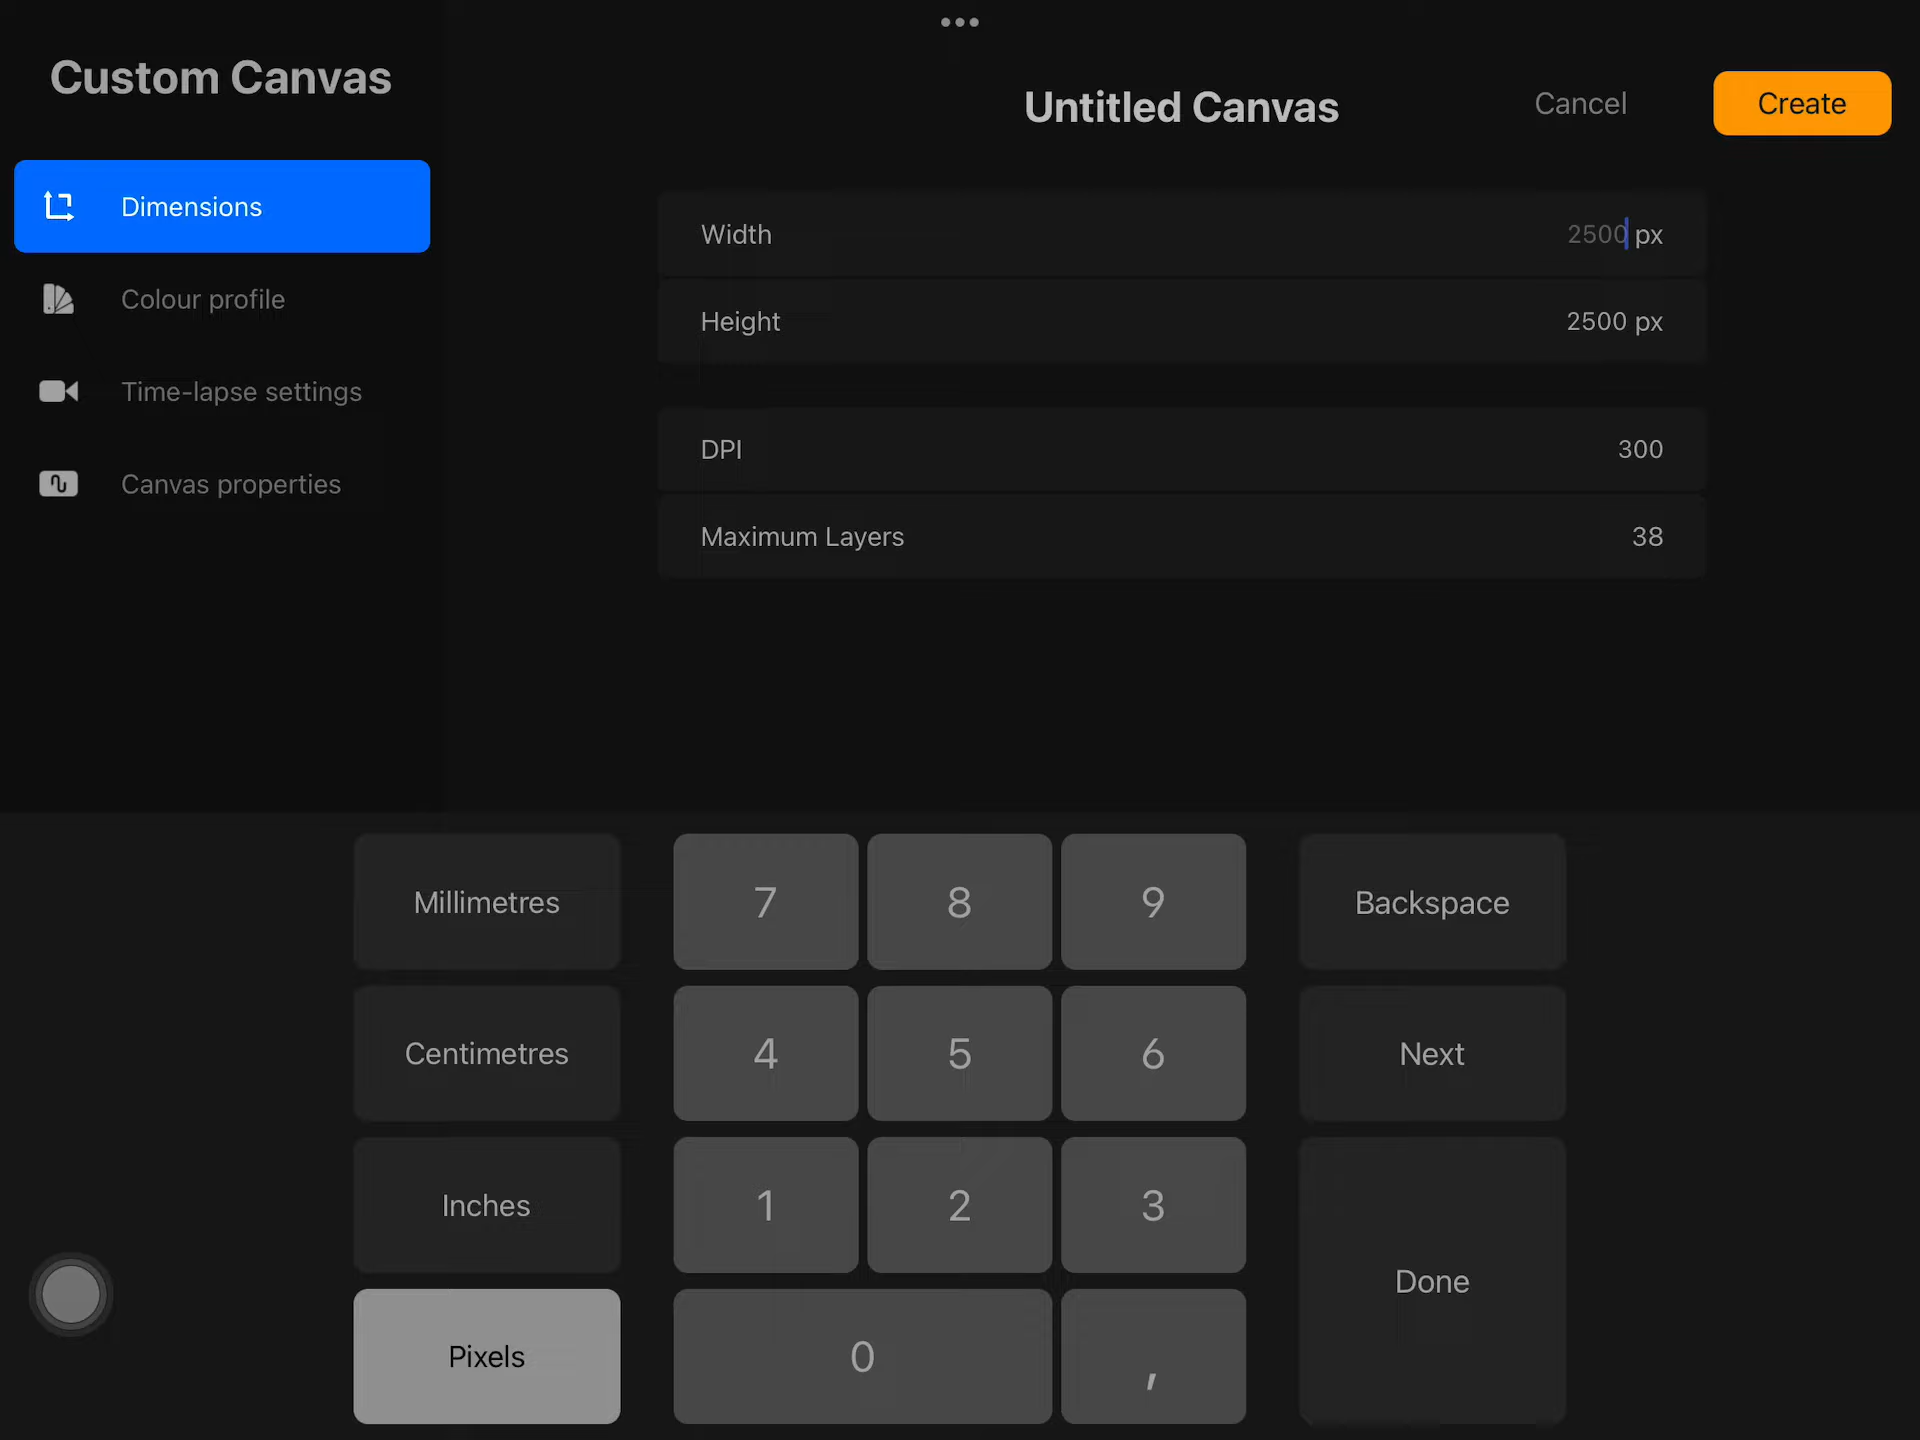 Custom Canvas
Untitled Canvas
Cancel
Create
Dimensions
Colour profile
Time-lapse settings
Canvas properties
Width
2500 px
Height
2500 px
DPI
300
Maximum Layers
38
Millimetres
7
8
9
Backspace
Centimetres
4
5
6
Next
Inches
1
2
3
Done
Pixels
0
,